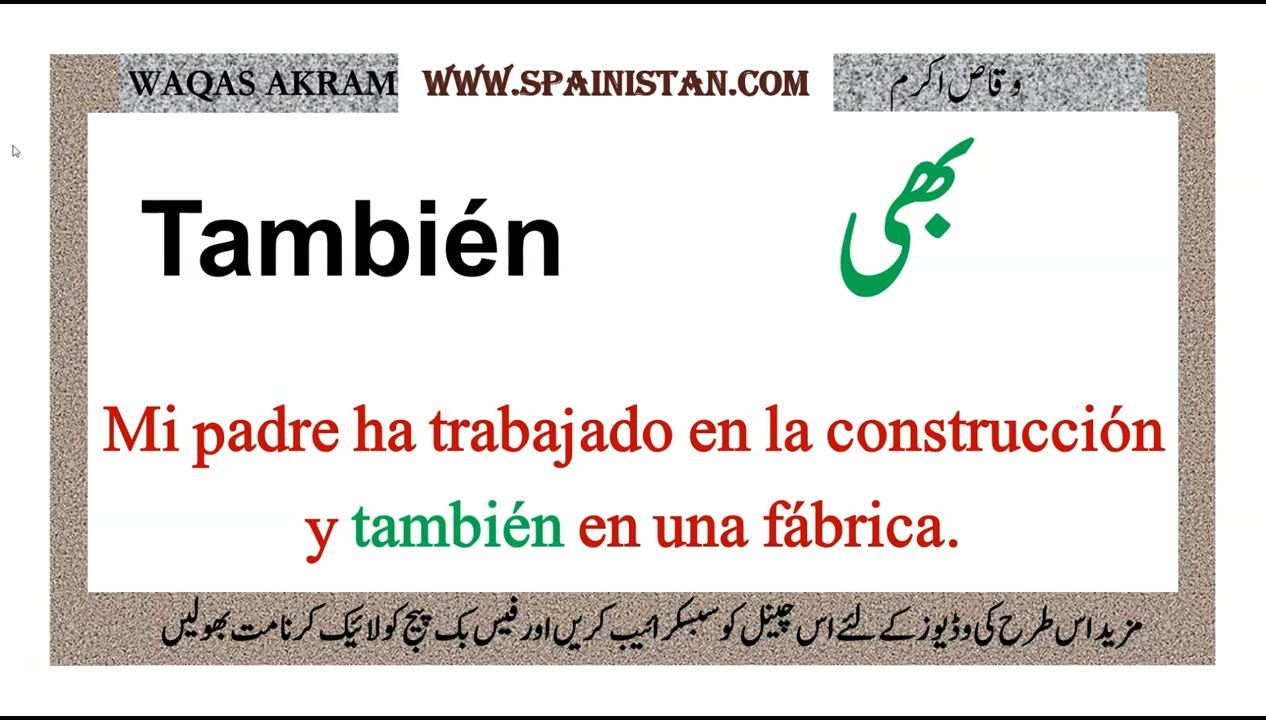 WAQAS AKRAM WWW.SPAINISTAN.COM وقاص اکرم
También بھی
Mi padre ha trabajado en la construcción
y también en una fábrica.
مزید اس طرح کی وڈیوز کے لئے اس چینل کو سبسکرائیب کریں اور فیس بک پیج کو لائیک کرنا مت بھولیں